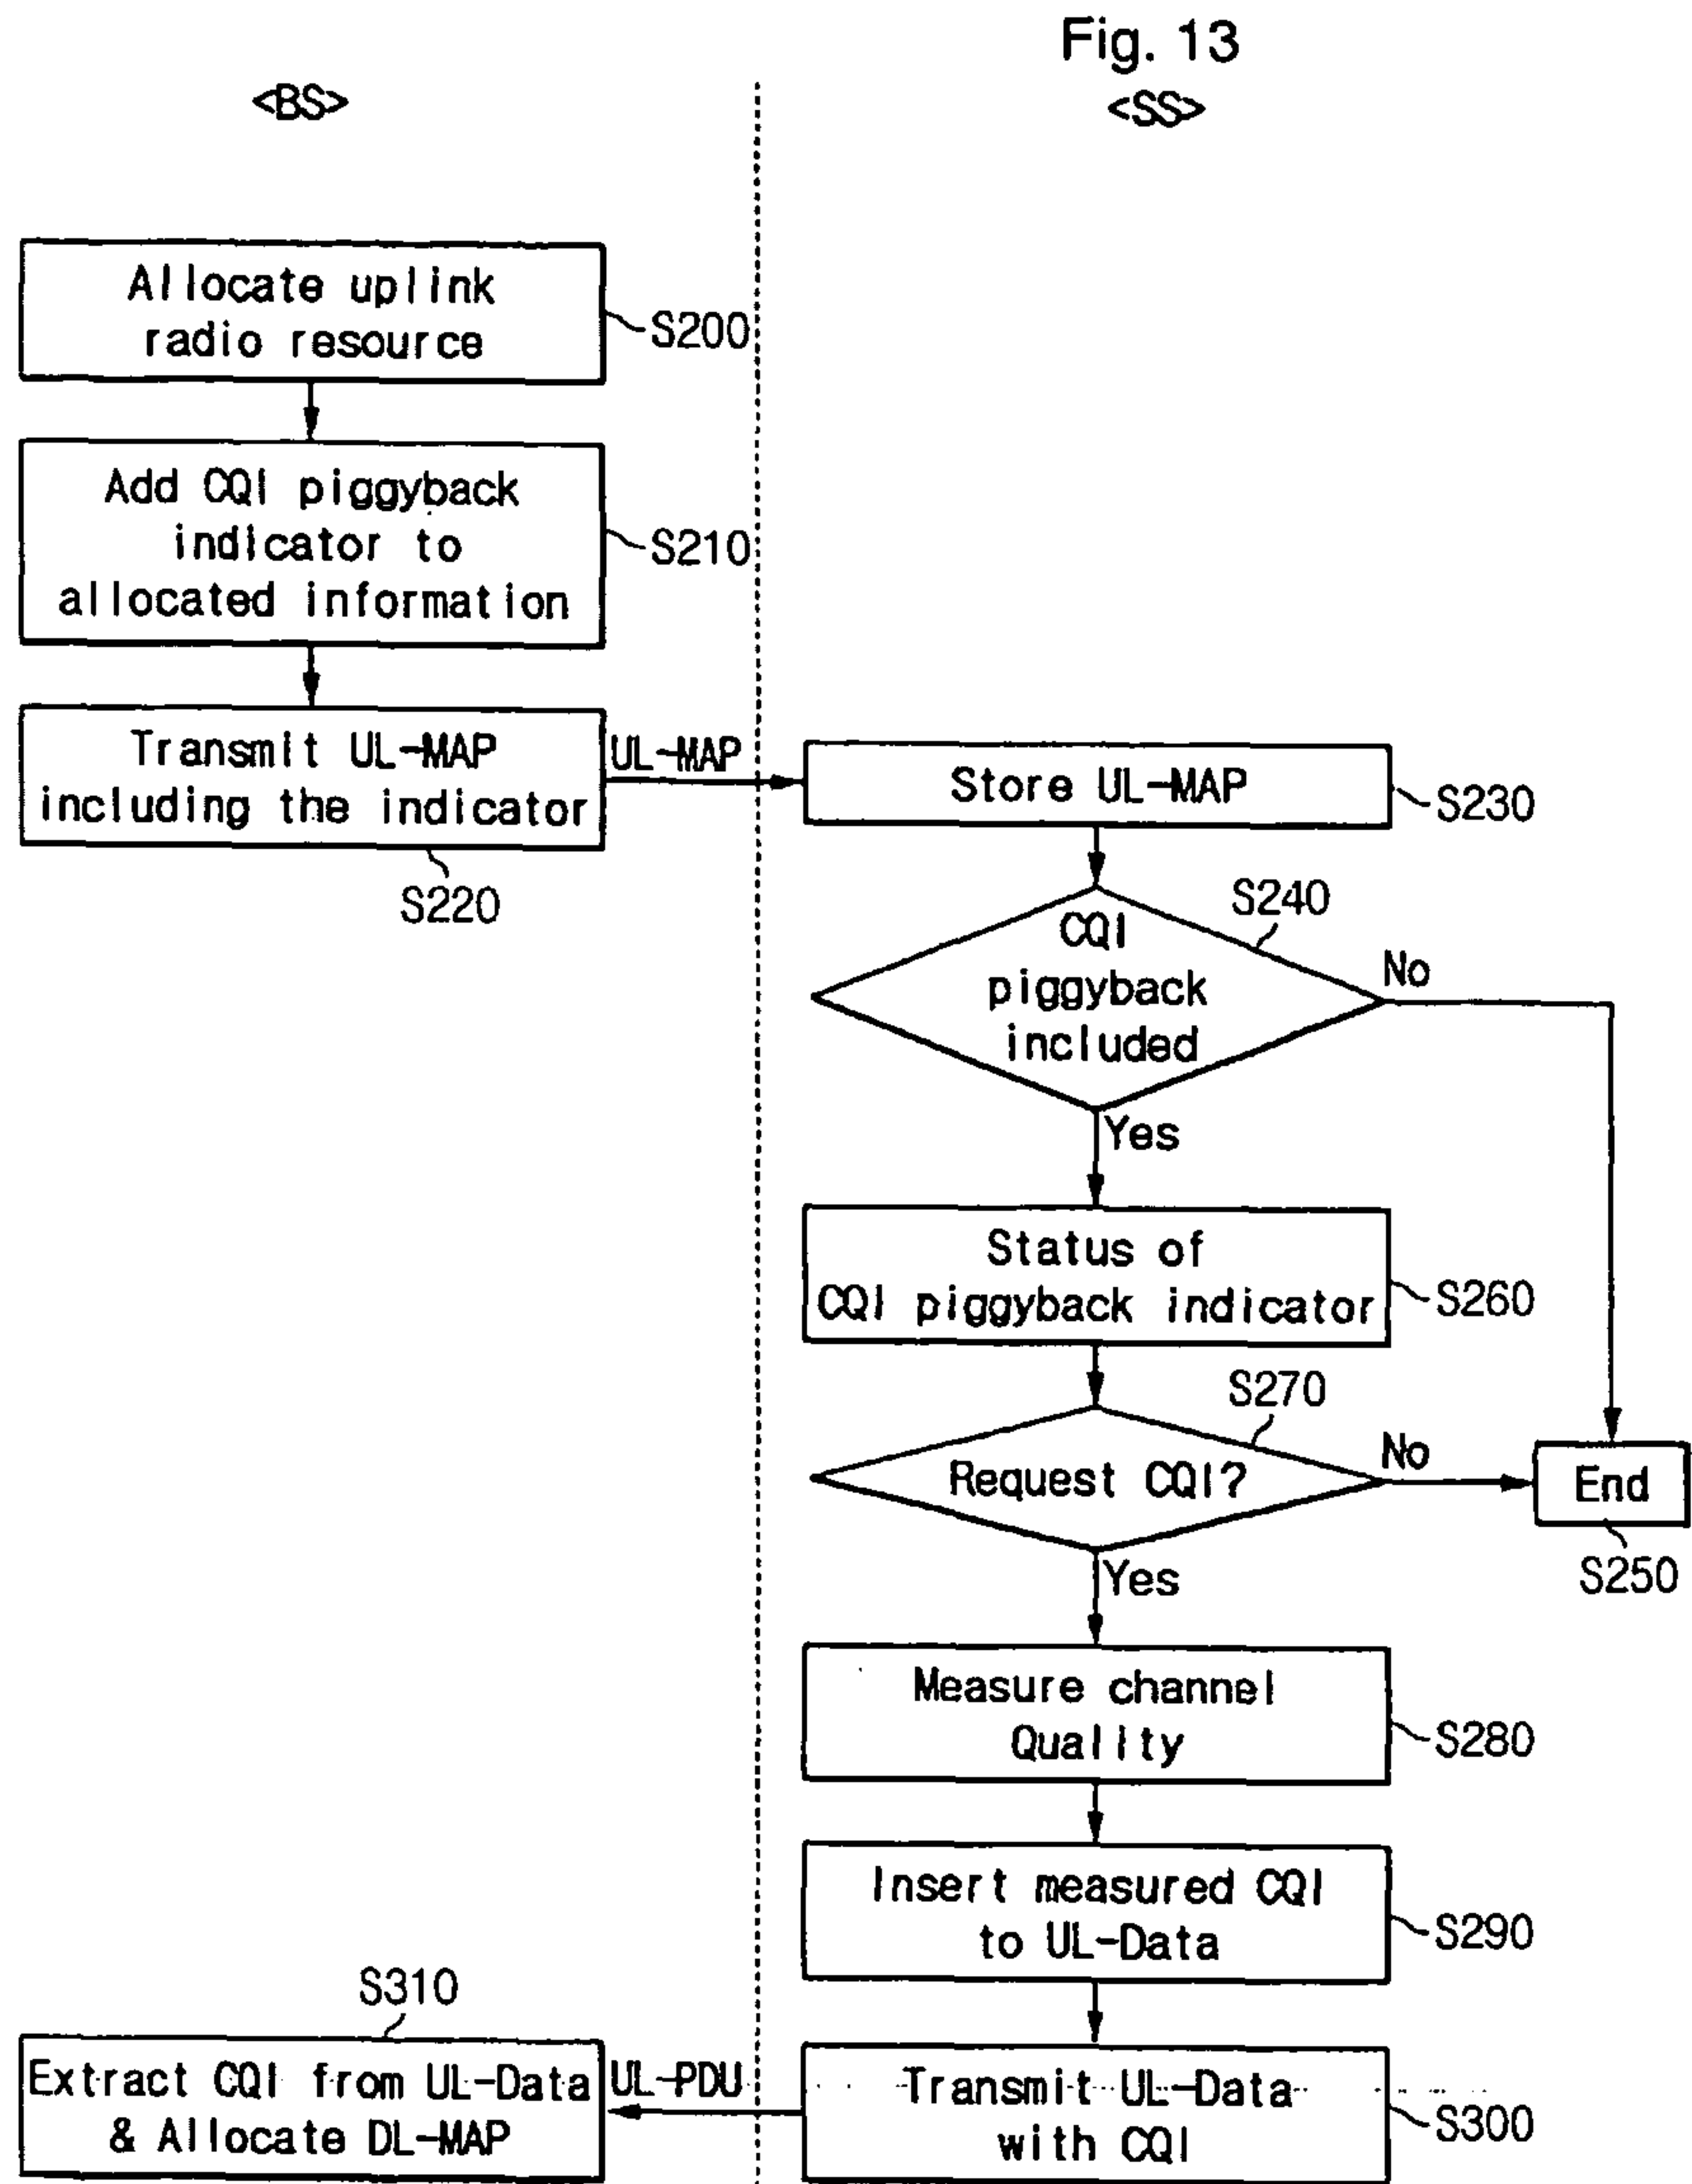 Fig. 13
<BS>
<SS>
Allocate uplink
radio resource
S200
Add CQI piggyback
indicator to
allocated information
S210
Transmit UL-MAP
including the indicator
S220
UL-MAP
Store UL-MAP
S230
CQI
piggyback
included
S240
No
Yes
Status of
CQI piggyback indicator
S260
Request CQI?
S270
No
End
S250
Yes
Measure channel
Quality
S280
Insert measured CQI
to UL-Data
S290
Transmit UL-Data
with CQI
S300
UL-PDU
S310
Extract CQI from UL-Data
& Allocate DL-MAP